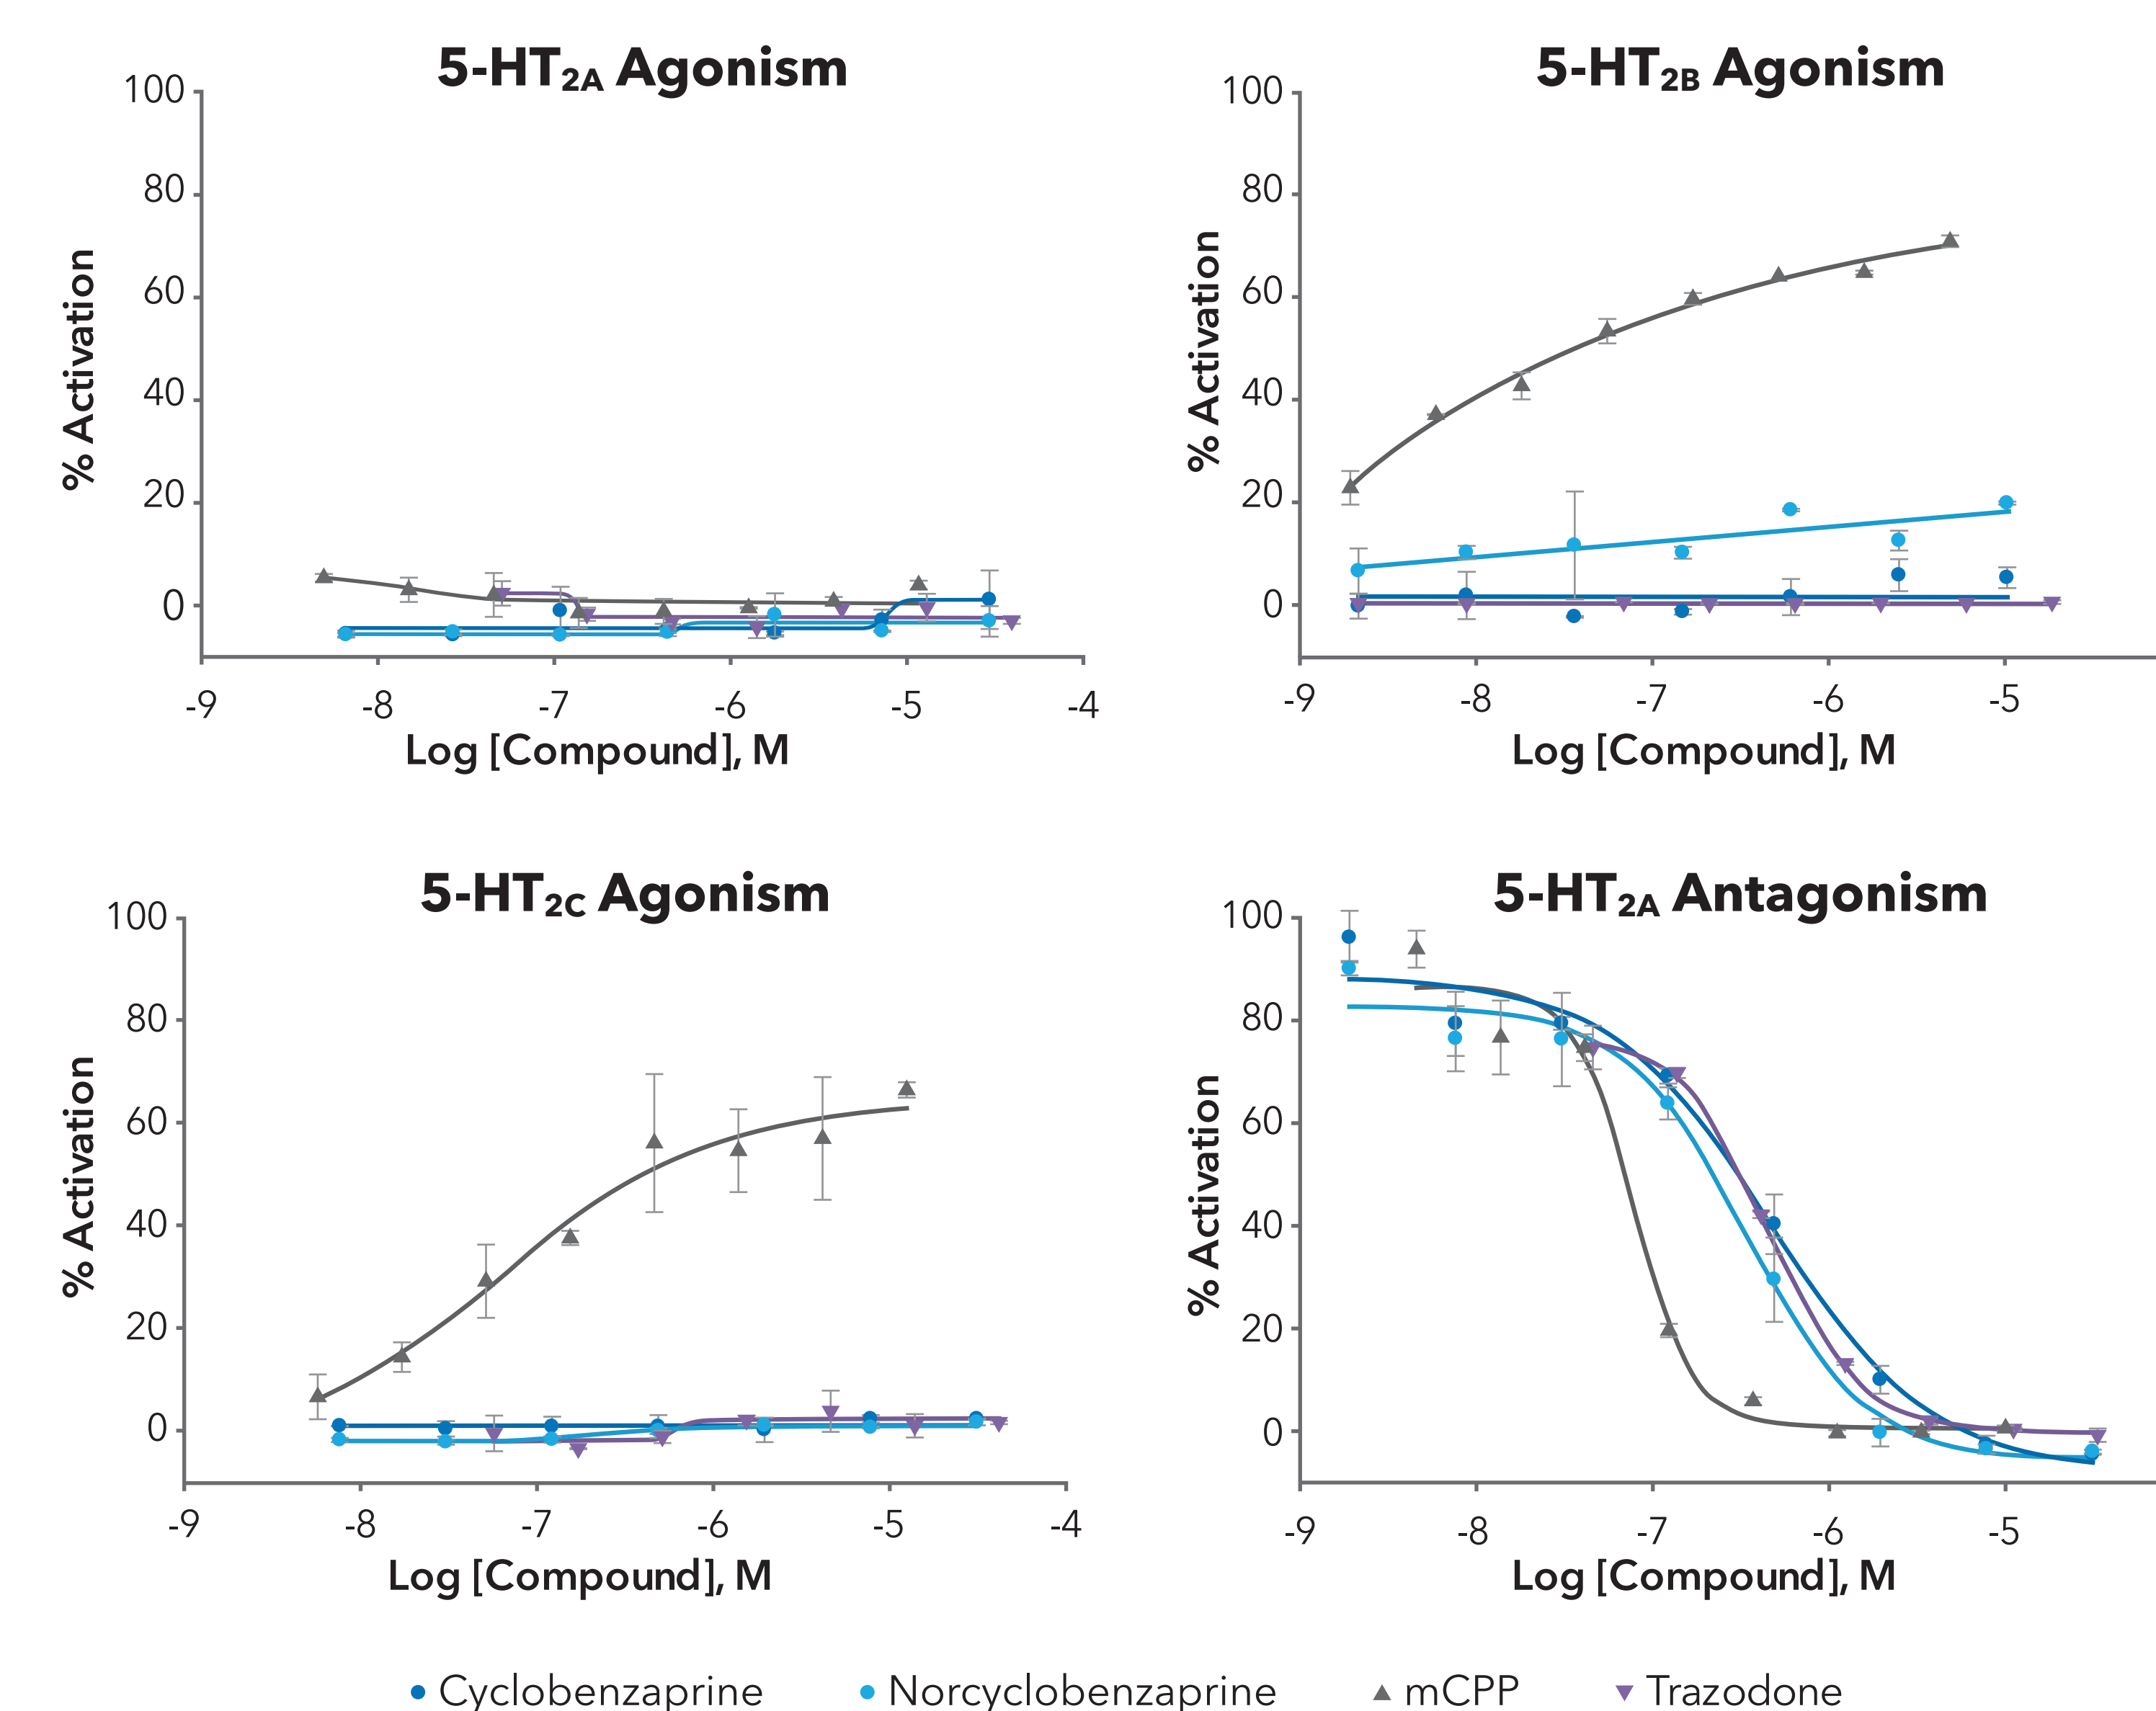 5-HT2A Agonism
100
80
60
40
20
0
% Activation
-9 -8 -7 -6 -5 -4
Log [Compound], M
5-HT2B Agonism
100
80
60
40
20
0
% Activation
-9 -8 -7 -6 -5
Log [Compound], M
5-HT2C Agonism
100
80
60
40
20
0
% Activation
-9 -8 -7 -6 -5 -4
Log [Compound], M
5-HT2A Antagonism
100
80
60
40
20
0
% Activation
-9 -8 -7 -6 -5
Log [Compound], M
Cyclobenzaprine Norcyclobenzaprine mCPP Trazodone